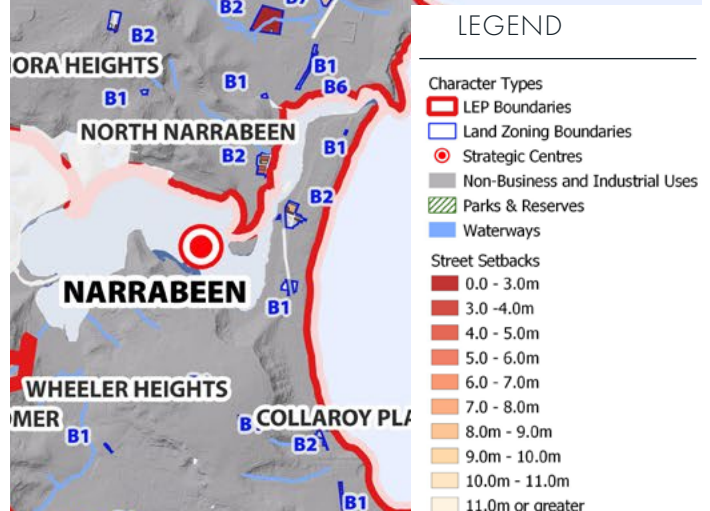 B2
B2
B7
ORA HEIGHTS
B1
B1
B1
B6
NORTH NARRABEEN
B2
B1
B2
NARRABEEN
B1
WHEELER HEIGHTS
OMER
B1
B
COLLAROY PLA
B2
B1
LEGEND
Character Types
LEP Boundaries
Land Zoning Boundaries
Strategic Centres
Non-Business and Industrial Uses
Parks & Reserves
Waterways
Street Setbacks
0.0 - 3.0m
3.0 -4.0m
4.0 - 5.0m
5.0 - 6.0m
6.0 - 7.0m
7.0 - 8.0m
8.0m - 9.0m
9.0m - 10.0m
10.0m - 11.0m
11.0m or greater